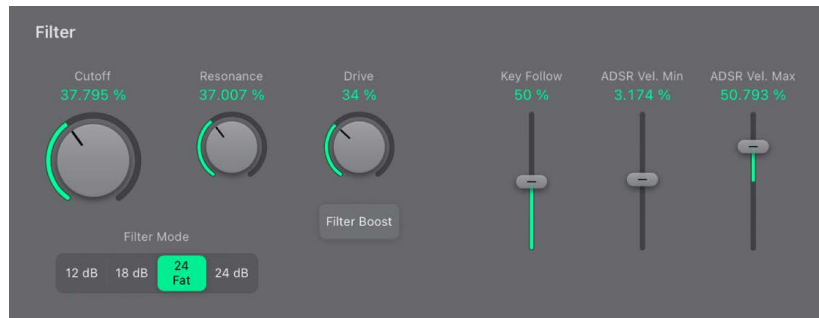 Filter
Cutoff
37.795 %
Resonance
37.007 %
Drive
34 %
Key Follow
50 %
ADSR Vel. Min
3.174 %
ADSR Vel. Max
50.793 %
Filter Boost
Filter Mode
12 dB
18 dB
24
Fat
24 dB